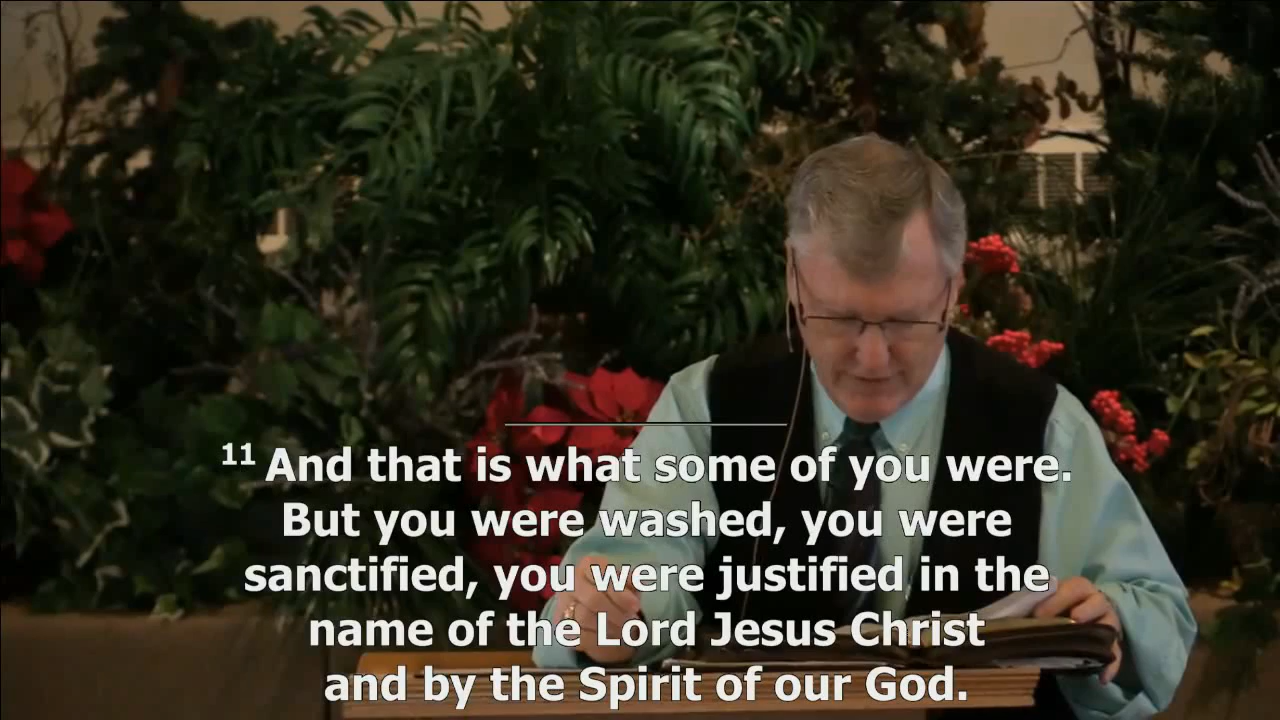 11 And that is what some of you were.
But you were washed, you were
sanctified, you were justified in the
name of the Lord Jesus Christ
and by the Spirit of our God.